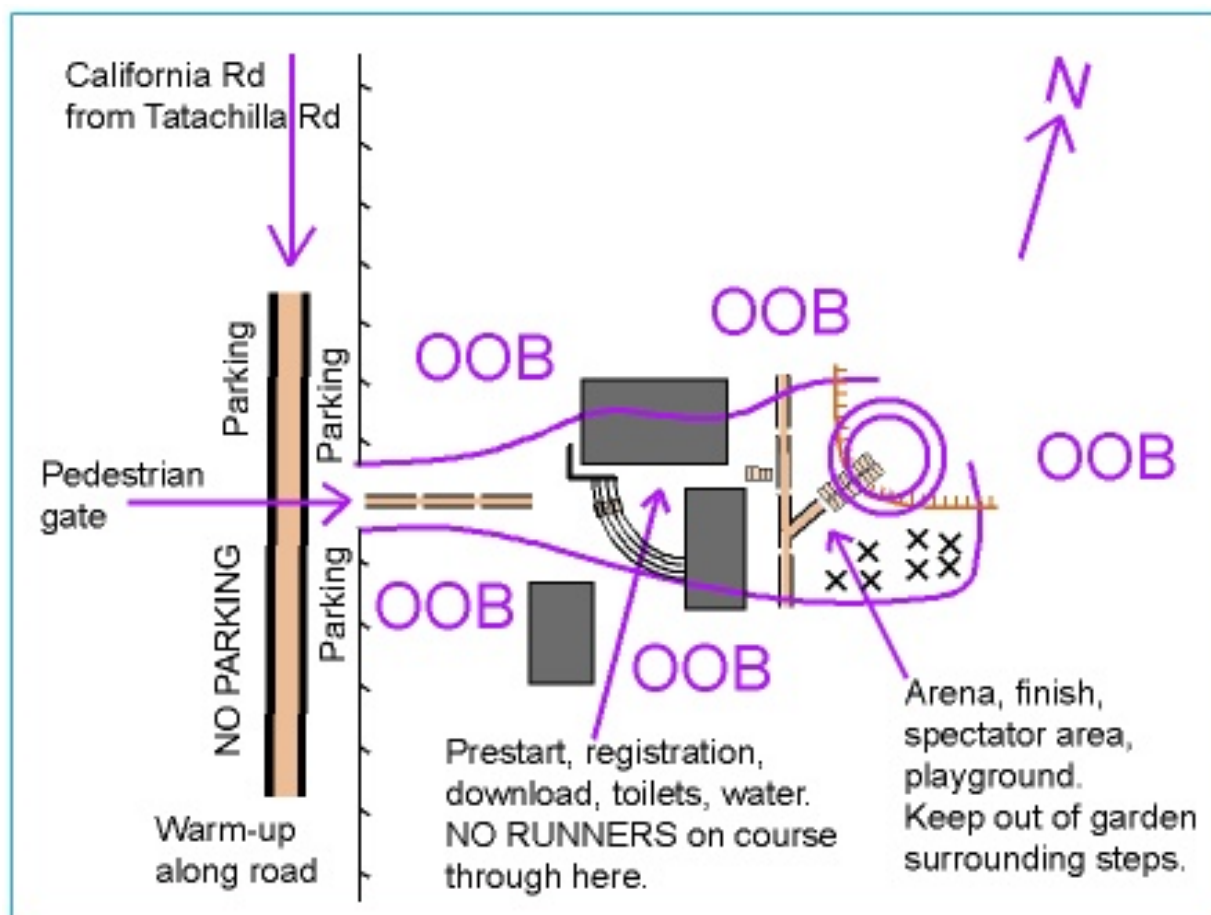 California Rd
from Tatachilla Rd
N
OOB
OOB
OOB
Parking
Parking
Pedestrian
gate
NO PARKING
Parking
OOB
OOB
Prestart, registration,
download, toilets, water.
NO RUNNERS on course
through here.
Arena, finish,
spectator area,
playground.
Keep out of garden
surrounding steps.
Warm-up
along road